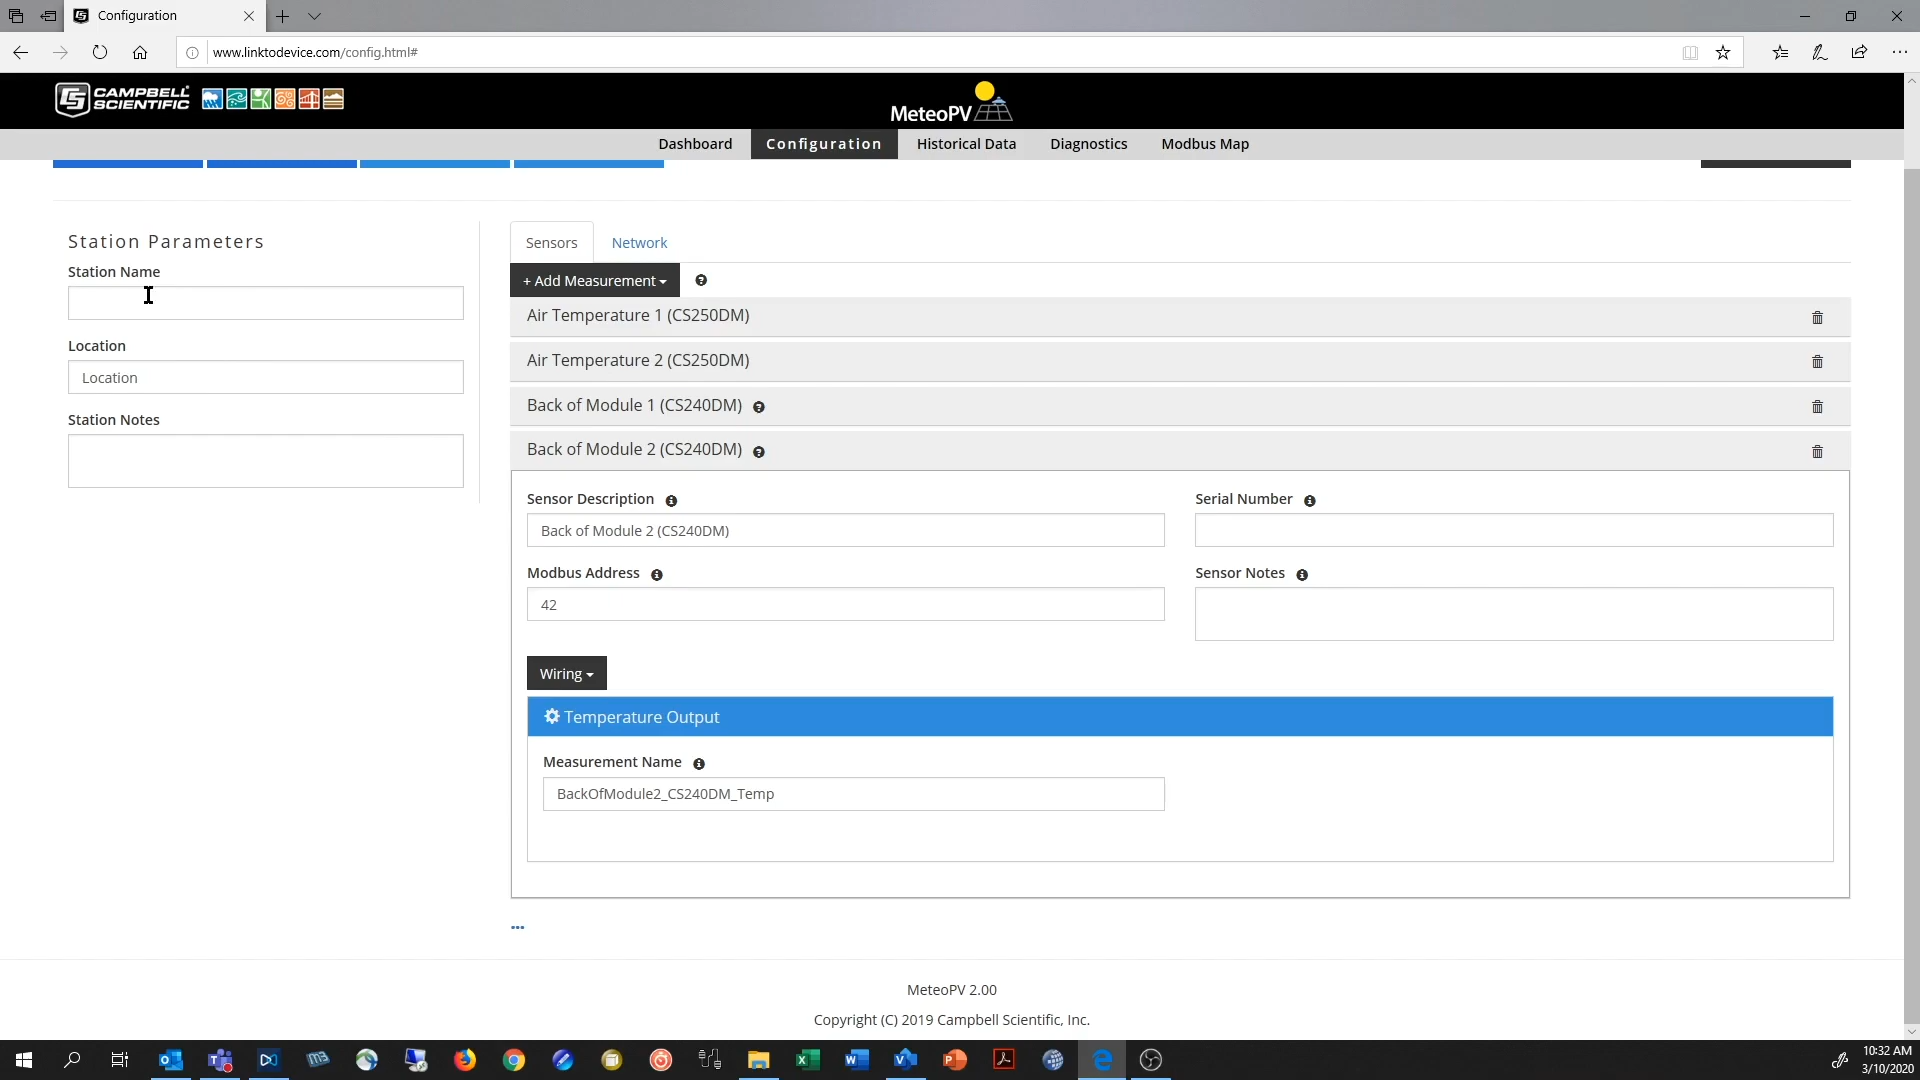 Configuration
www.linktodevice.com/config.html#
CAMPBELL
SCIENTIFIC
MeteoPV
Dashboard
Configuration
Historical Data
Diagnostics
Modbus Map
Station Parameters
Station Name
Location
Location
Station Notes
Sensors
Network
+ Add Measurement
Air Temperature 1 (CS250DM)
Air Temperature 2 (CS250DM)
Back of Module 1 (CS240DM)
Back of Module 2 (CS240DM)
Sensor Description
Serial Number
Back of Module 2 (CS240DM)
Modbus Address
Sensor Notes
42
Wiring
Temperature Output
Measurement Name
BackOfModule2_CS240DM_Temp
...
MeteoPV 2.00
Copyright (C) 2019 Campbell Scientific, Inc.
10:32 AM
3/10/2020